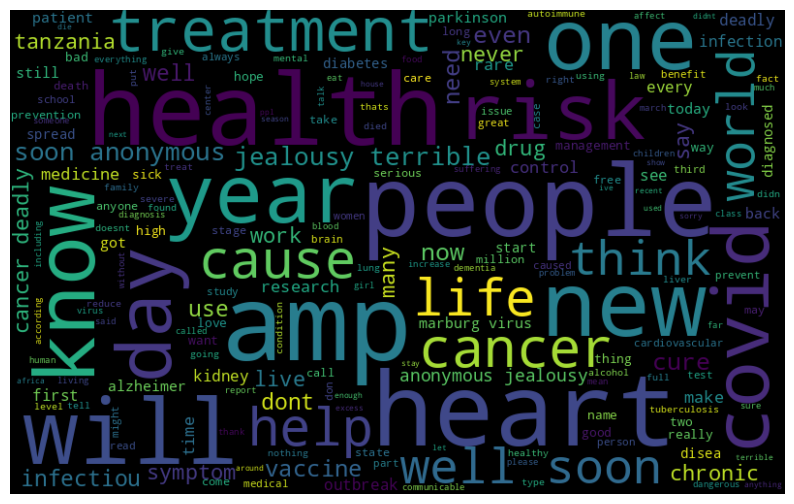 patient
die
treatment
one
parkinson
autoimmune
affect
didnt
deadly
tanzania
even
give
key
bad
everything
always
long
never
infection
still
well
diabetes
mental
eat
hope
need
rare
using
law
benefit
fact
much
health
risk
world
prevention
death
put
house
food
care
system
right
every
school
center
talk
thats
issue
case
march
today
look
spread
someone
next
not
season
take
died
great
management
way
diagnosed
soon anonymous
jealousy terrible
drug
say
children
show
medicine
sick
treat
suffering
control
see
third
didn
family
severe
year
people
serious
free
live
recent
used
sorry
anyone
found
diagnosis
women
know
doesnt
without
stage
blood
brain
work
now
start
class
back
cancer deadly
including
got
high
day
cause
many
million
caused
think
prevent
covid
reduce
study
research
lung
increase
dementia
problem
liver
may
according
virus
said
use
love
girl
life
new
far
called
want
condition
amp
marburg virus
cardiovascular
human
going
cancer
thing
cure
africa
living
alzheimer
kidney
live
call
stay
anonymous jealousy
alcohol
full
test
first
level
tell
dont
don
report
enough
excess
mean
make
tuberculosis
sure
might
will
time
help
heart
name
two
thank
good
person
really
terrible
read
nothing
state
let
healthy
disea
infectiou
symptom
vaccine
part
well
soon
please
type
chronic
come
medical
around
outbreak
communicable
dangerous
anything